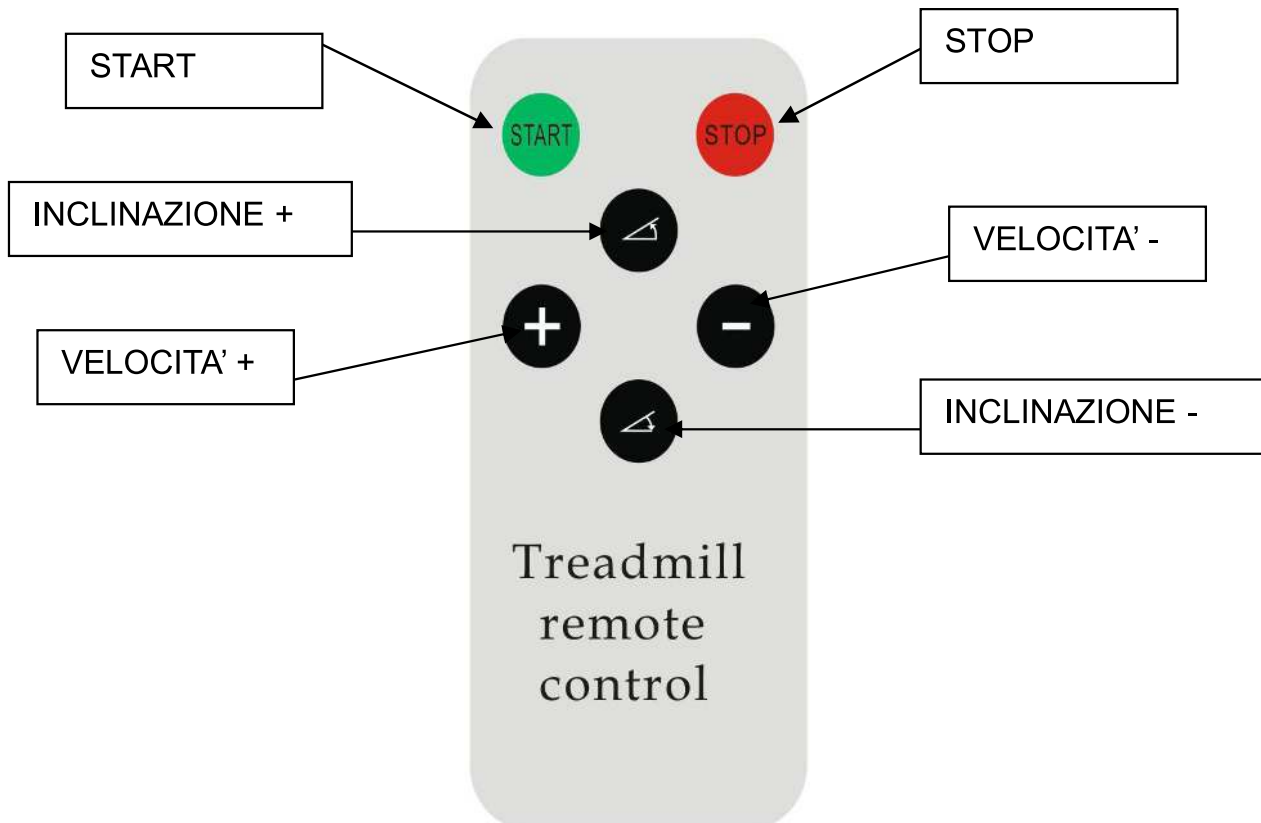 START
STOP
START
STOP
INCLINAZIONE +
VELOCITA’ -
+
-
VELOCITA’ +
INCLINAZIONE -
Treadmill
remote
control